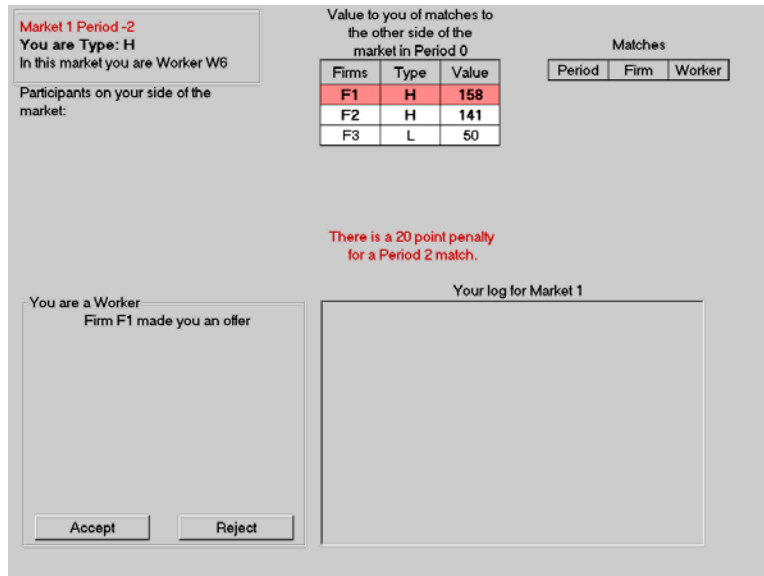 Market 1 Period -2
You are Type: H
In this market you are Worker W6
Participants on your side of the
market:
Value to you of matches to
the other side of the
market in Period 0
Firms Type Value
F1 H 158
F2 H 141
F3 L 50
Matches
Period Firm Worker
There is a 20 point penalty
for a Period 2 match.
You are a Worker
Firm F1 made you an offer
Accept Reject
Your log for Market 1